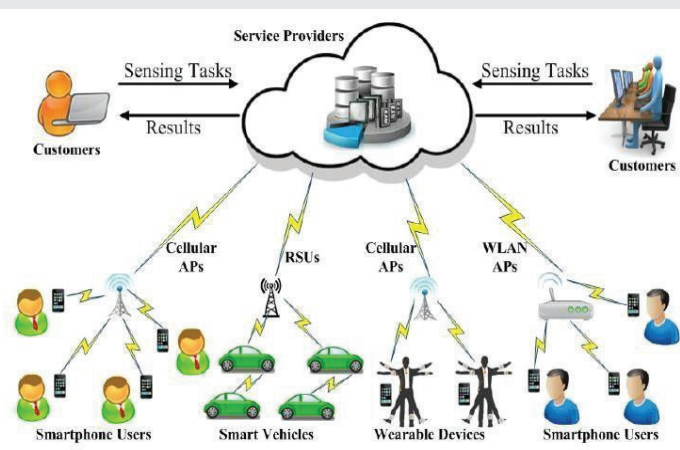 Service Providers
Sensing Tasks
Sensing Tasks
Results
Results
Customers
Customers
Cellular
APs
RSUs
Cellular
APs
WLAN
APs
Smartphone Users
Smart Vehicles
Wearable Devices
Smartphone Users